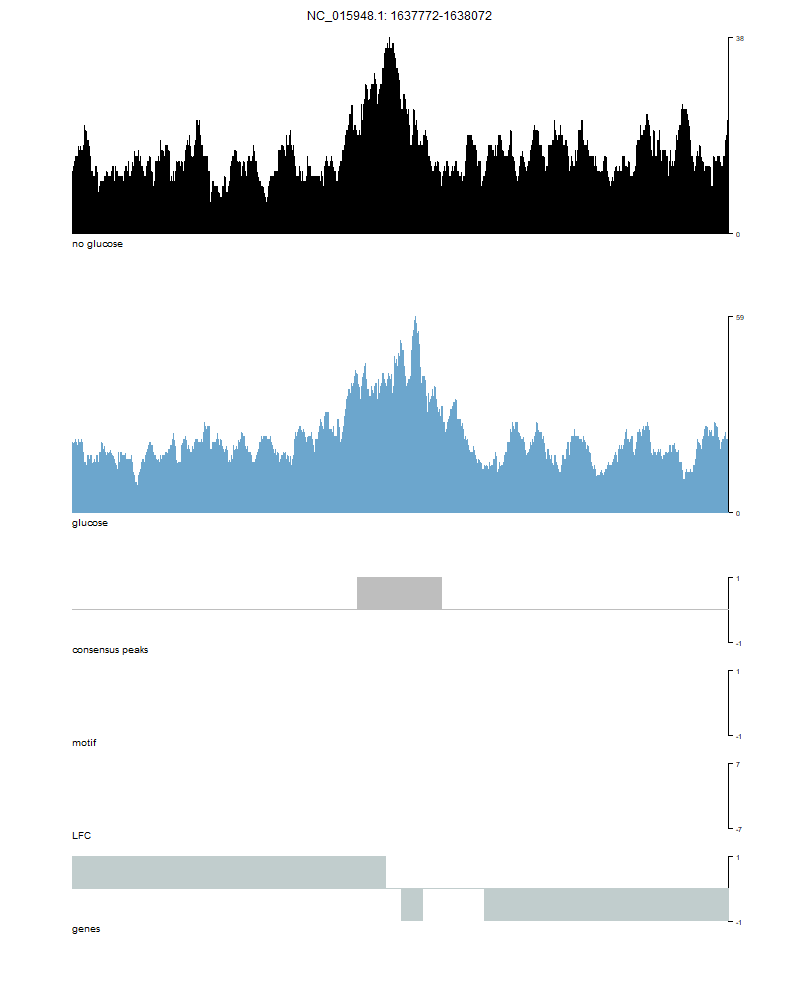 NC_015948.1: 1637772-1638072
38
0
no glucose
59
0
glucose
1
-1
consensus peaks
1
-1
motif
7
-7
LFC
1
-1
genes